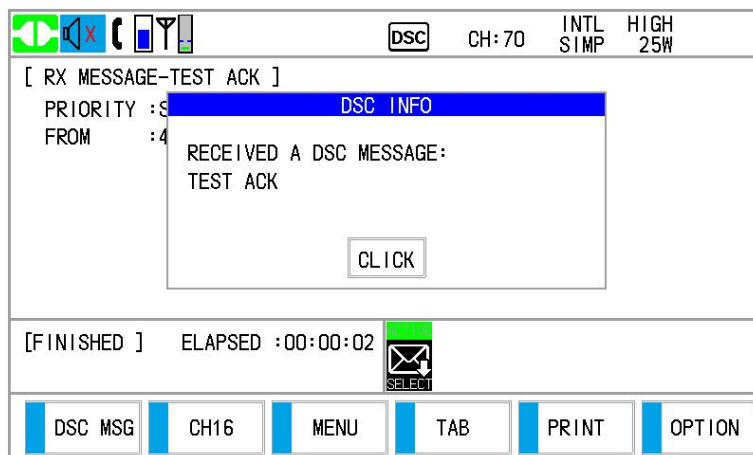 DSC CH:70 INTL HIGH
SIMP 25W
[ RX MESSAGE-TEST ACK ]
PRIORITY :S
FROM :4
DSC INFO
RECEIVED A DSC MESSAGE:
TEST ACK
CLICK
[FINISHED ] ELAPSED :00:00:02
SELECT
DSC MSG CH16 MENU TAB PRINT OPTION